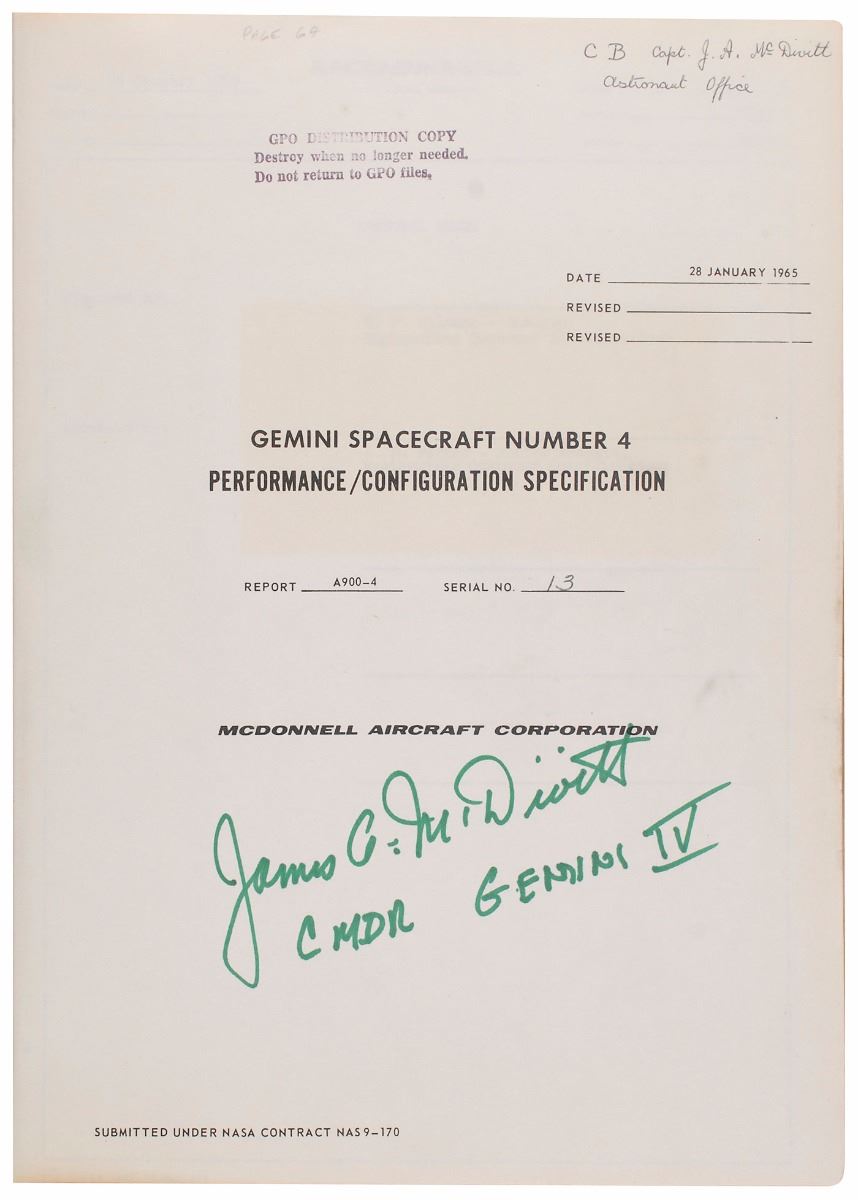 PAGE 69
C B Capt. J. A. McDivitt
Astronaut Office
GPO DISTRIBUTION COPY
Destroy when no longer needed.
Do not return to GPO files.
DATE 28 JANUARY 1965
REVISED
REVISED
GEMINI SPACECRAFT NUMBER 4
PERFORMANCE/CONFIGURATION SPECIFICATION
REPORT A900-4 SERIAL NO. 13
MCDONNELL AIRCRAFT CORPORATION
James A. McDivitt
CMDR GEMINI IV
SUBMITTED UNDER NASA CONTRACT NAS 9-170